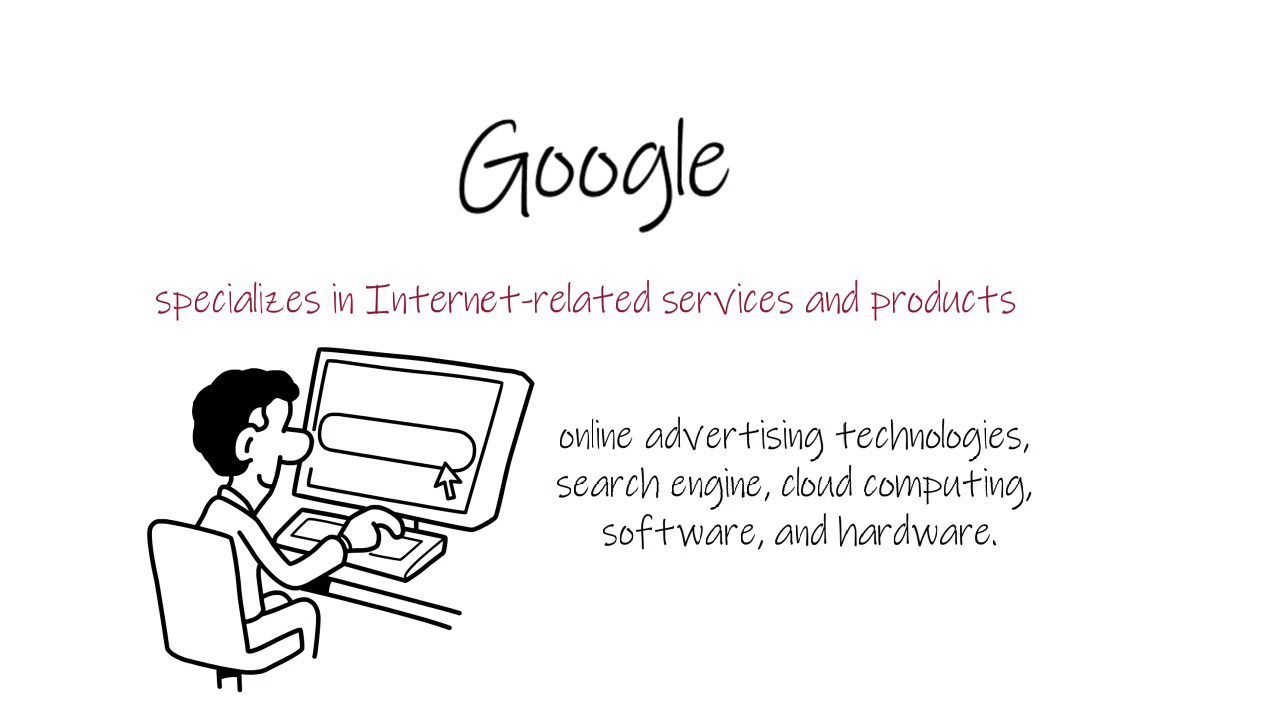 Google
specializes in Internet-related services and products
online advertising technologies,
search engine, cloud computing,
software, and hardware.